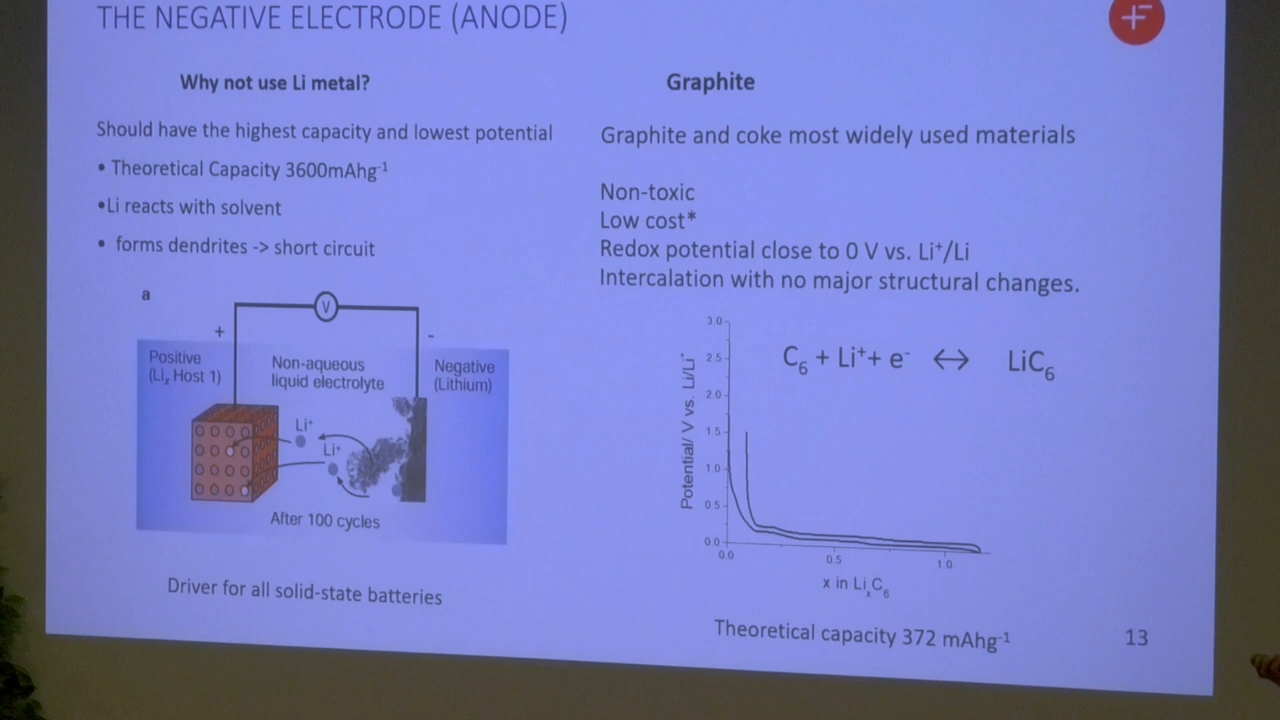 THE NEGATIVE ELECTRODE (ANODE)
+−
Why not use Li metal?
Should have the highest capacity and lowest potential
• Theoretical Capacity 3600mAhg⁻¹
•Li reacts with solvent
• forms dendrites -> short circuit
a
V
+
-
Positive
(Liₓ Host 1)
Non-aqueous
liquid electrolyte
Negative
(Lithium)
Li⁺
Li⁺
After 100 cycles
Driver for all solid-state batteries
Graphite
Graphite and coke most widely used materials
Non-toxic
Low cost*
Redox potential close to 0 V vs. Li⁺/Li
Intercalation with no major structural changes.
C₆ + Li⁺+ e⁻ ↔ LiC₆
Potential/ V vs. Li/Li⁺
3.0
2.5
2.0
1.5
1.0
0.5
0.0
0.0 0.5 1.0
x in LiₓC₆
Theoretical capacity 372 mAhg⁻¹
13